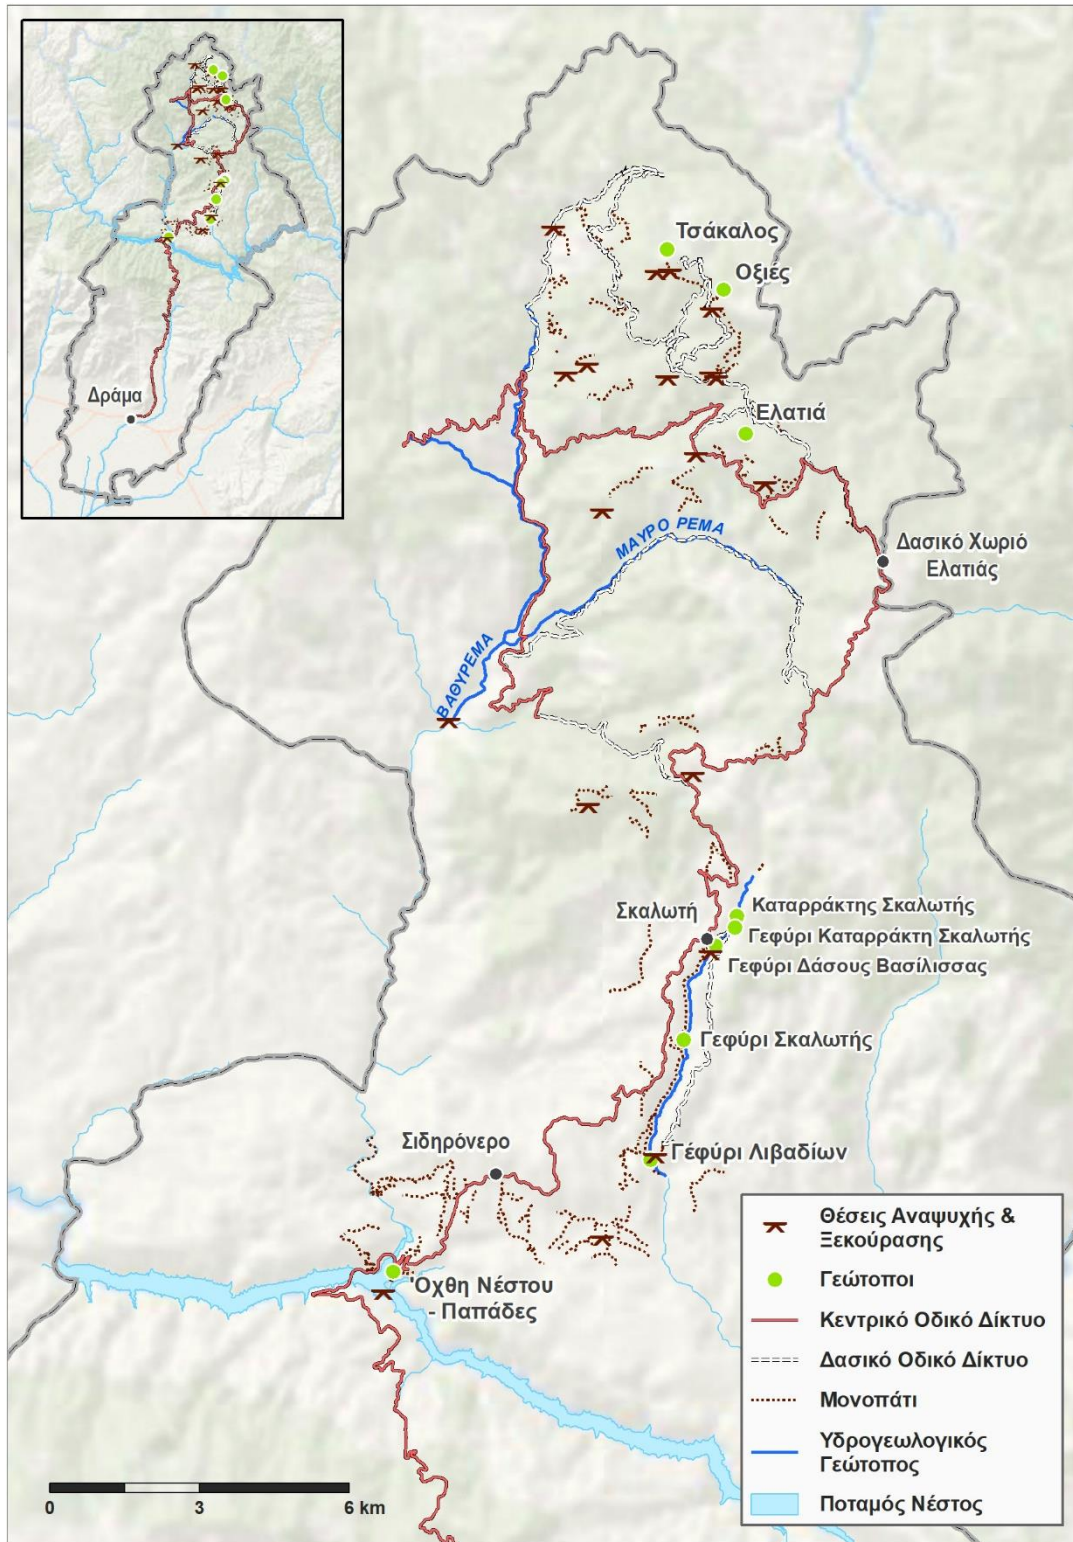 Δράμα
Τσάκαλος
Οξιές
Ελατιά
ΜΑΥΡΟ ΡΕΜΑ
Δασικό Χωριό
Ελατιάς
ΒΑΘΥΡΕΜΑ
Καταρράκτης Σκαλωτής
Σκαλωτή
Γεφύρι Καταρράκτη Σκαλωτής
Γεφύρι Δάσους Βασίλισσας
Γεφύρι Σκαλωτής
Σιδηρόνερο
Γέφύρι Λιβαδίων
Όχθη Νέστου
- Παπάδες
Θέσεις Αναψυχής &
Ξεκούρασης
Γεώτοποι
Κεντρικό Οδικό Δίκτυο
Δασικό Οδικό Δίκτυο
Μονοπάτι
Υδρογεωλογικός
Γεώτοπος
Ποταμός Νέστος
0 3 6 km